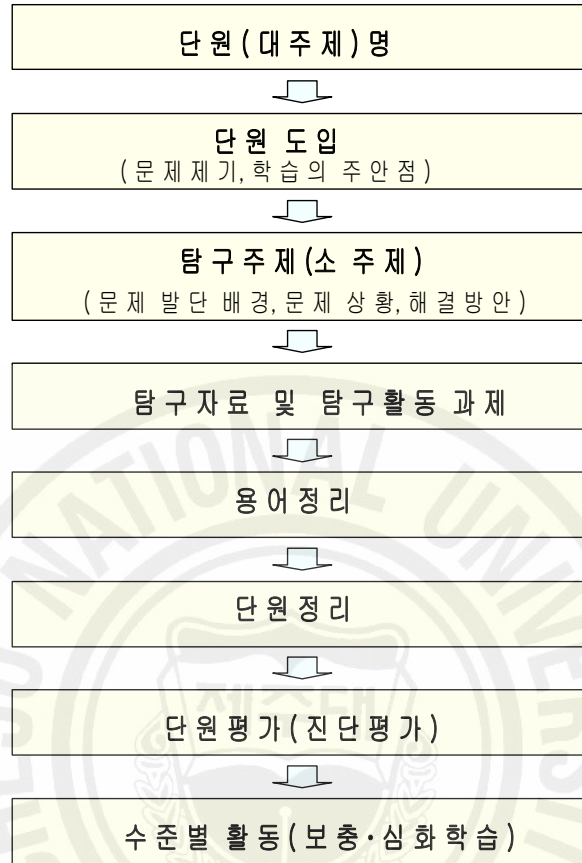 단원(대주제)명
단원 도입
(문제제기,학습의 주안점)
탐구주제(소 주제)
(문제 발단 배경,문제 상황,해결방안)
탐구자료 및 탐구활동 과제
용어정리
단원정리
단원평가(진단평가)
수준별 활동(보충·심화학습)